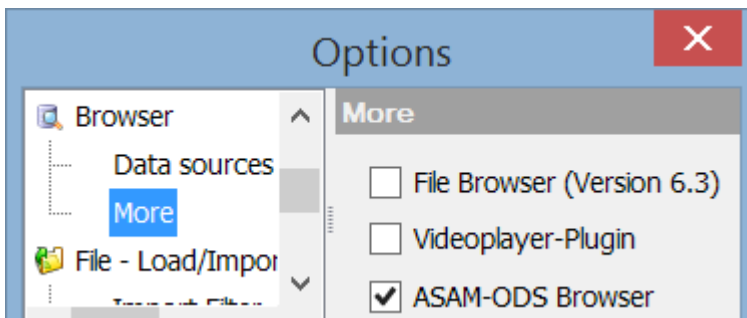 Options
Browser
Data sources
More
File - Load/Impor
More
File Browser (Version 6.3)
Videoplayer-Plugin
ASAM-ODS Browser